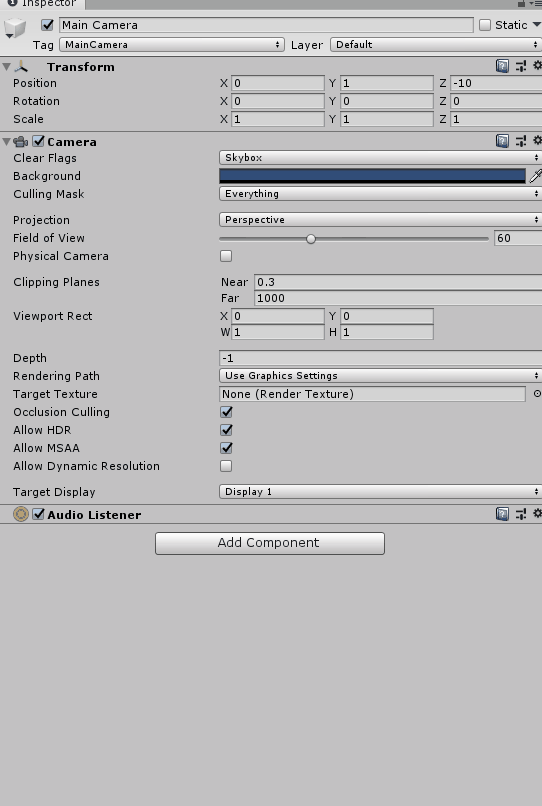 Inspector
Main Camera Static
Tag MainCamera Layer Default
Transform
Position X 0 Y 1 Z -10
Rotation X 0 Y 0 Z 0
Scale X 1 Y 1 Z 1
Camera
Clear Flags Skybox
Background
Culling Mask Everything
Projection Perspective
Field of View 60
Physical Camera
Clipping Planes Near 0.3
Far 1000
Viewport Rect X 0 Y 0
W 1 H 1
Depth -1
Rendering Path Use Graphics Settings
Target Texture None (Render Texture)
Occlusion Culling
Allow HDR
Allow MSAA
Allow Dynamic Resolution
Target Display Display 1
Audio Listener
Add Component